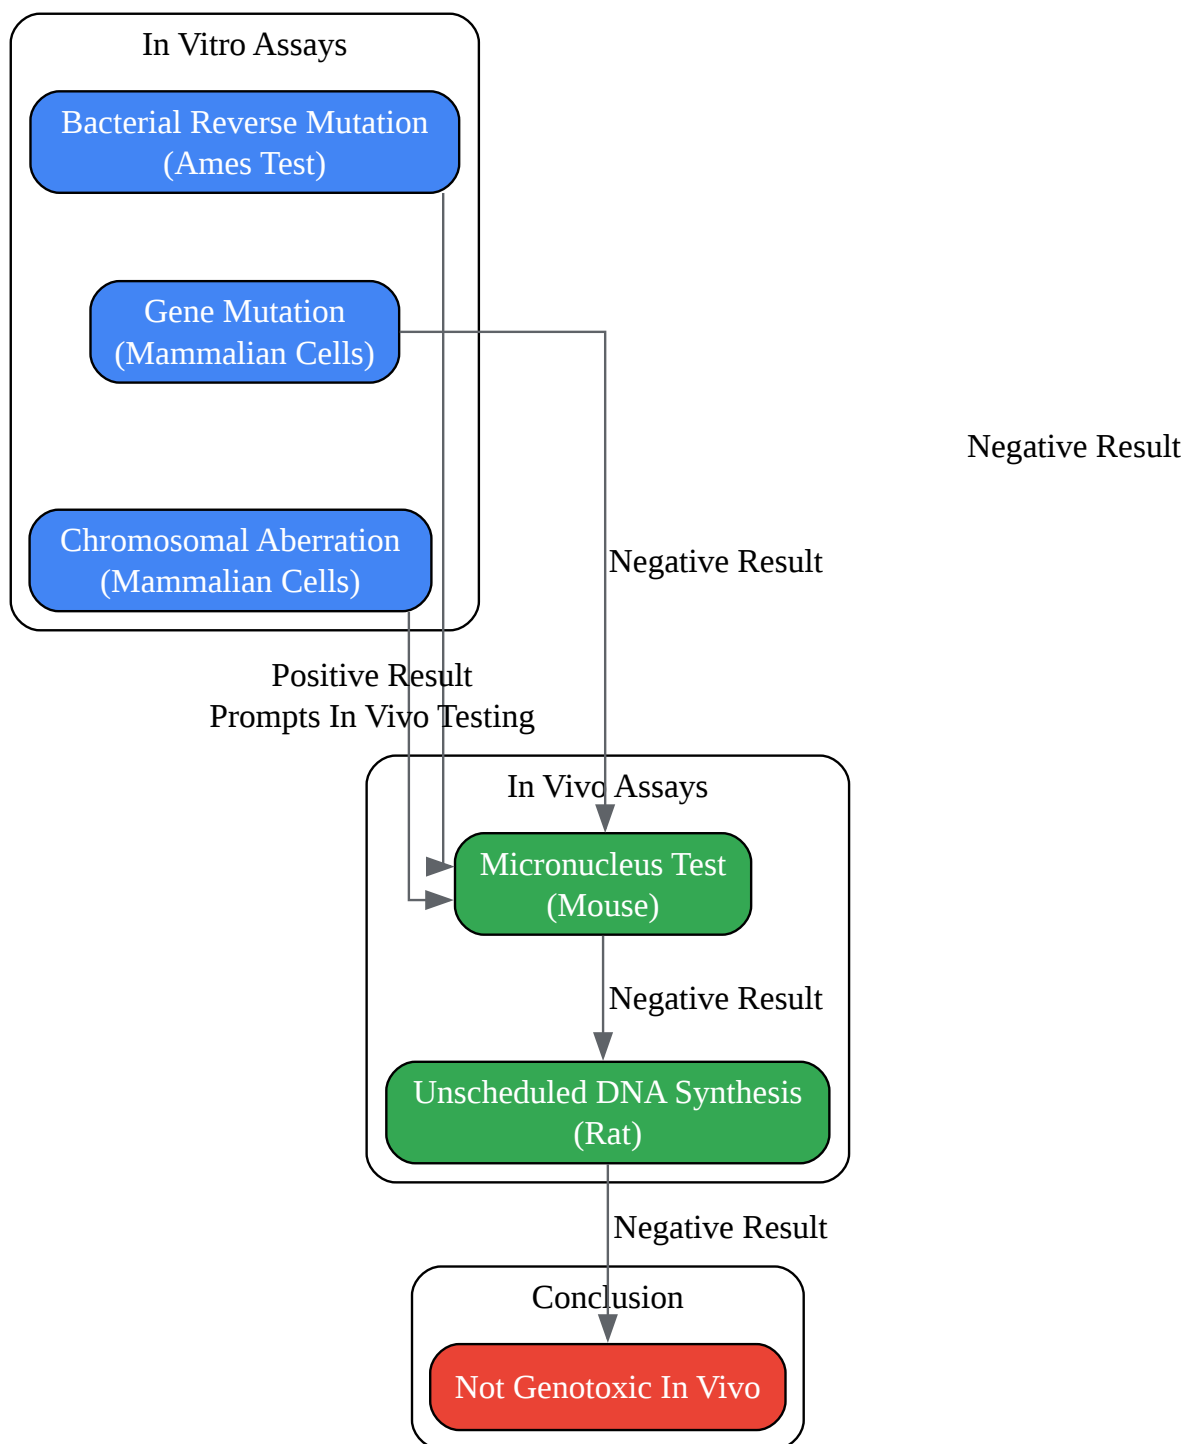 In Vitro Assays
Bacterial Reverse Mutation
(Ames Test)
Gene Mutation
(Mammalian Cells)
Negative Result
Chromosomal Aberration
(Mammalian Cells)
Negative Result
Positive Result
Prompts In Vivo Testing
In Vivo Assays
Micronucleus Test
(Mouse)
Negative Result
Unscheduled DNA Synthesis
(Rat)
Negative Result
Conclusion
Not Genotoxic In Vivo